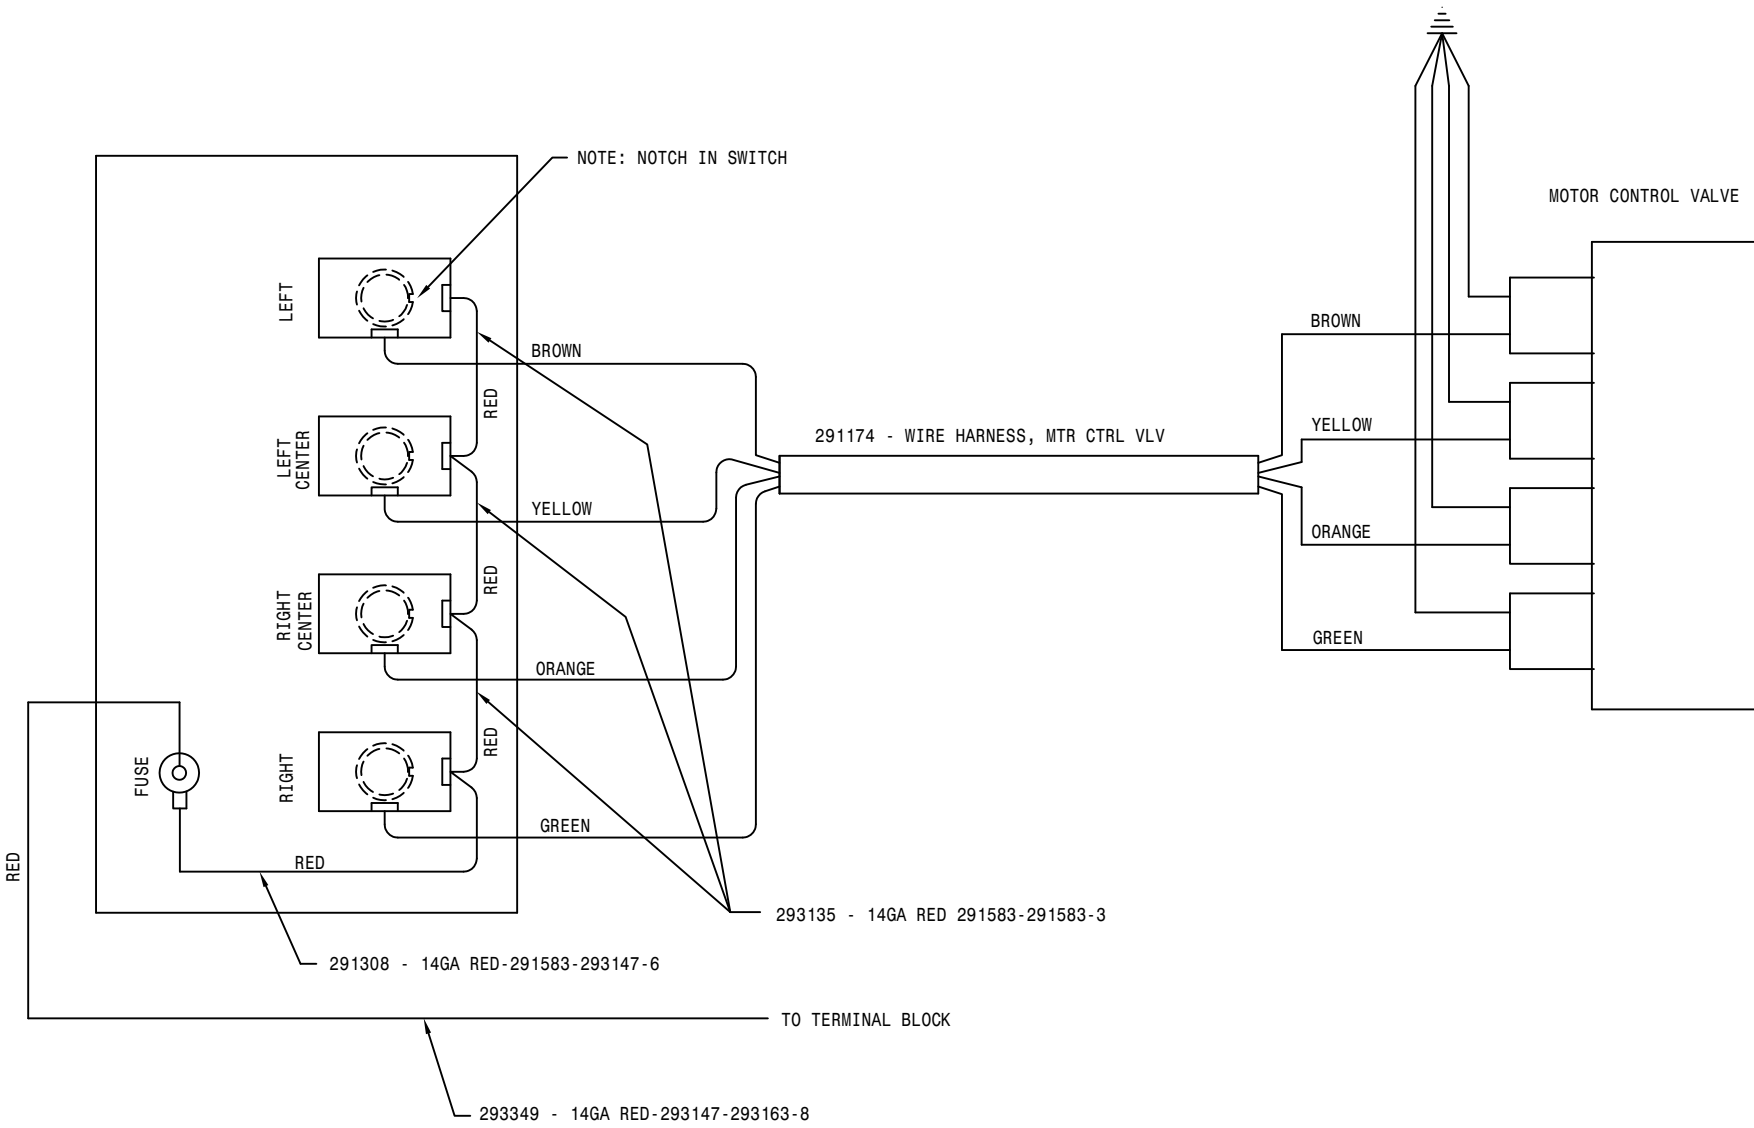 NOTE: NOTCH IN SWITCH
MOTOR CONTROL VALVE
LEFT
BROWN
BROWN
RED
LEFT
CENTER
YELLOW
291174 - WIRE HARNESS, MTR CTRL VLV
YELLOW
RED
ORANGE
RIGHT
CENTER
ORANGE
GREEN
RED
FUSE
RIGHT
GREEN
RED
RED
293135 - 14GA RED 291583-291583-3
291308 - 14GA RED-291583-293147-6
TO TERMINAL BLOCK
293349 - 14GA RED-293147-293163-8